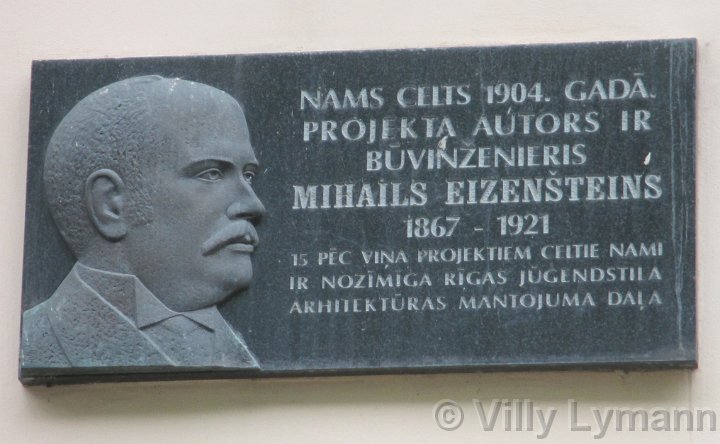 NAMS CELTS 1904. GADĀ.
PROJEKTA AUTORS IR
BŪVINŽENIERIS
MIHAILS EIZENŠTEINS
1867 - 1921
15 PĒC VIŅA PROJEKTIEM CELTIE NAMI
IR NOZĪMĪGA RĪGAS JŪGENDSTILA
ARHITEKTŪRAS MANTOJUMA DAĻA
© Villy Lymann